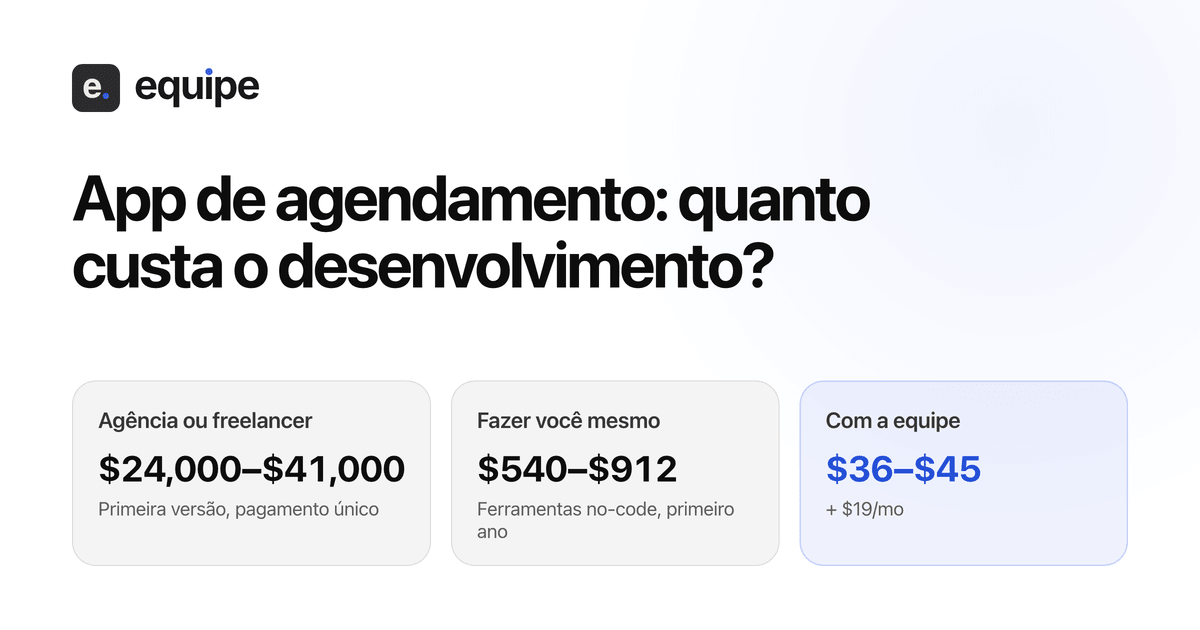 e.
equipe
App de agendamento: quanto
custa o desenvolvimento?
Agência ou freelancer
$24,000–$41,000
Primeira versão, pagamento único
Fazer você mesmo
$540–$912
Ferramentas no-code, primeiro
ano
Com a equipe
$36–$45
+ $19/mo